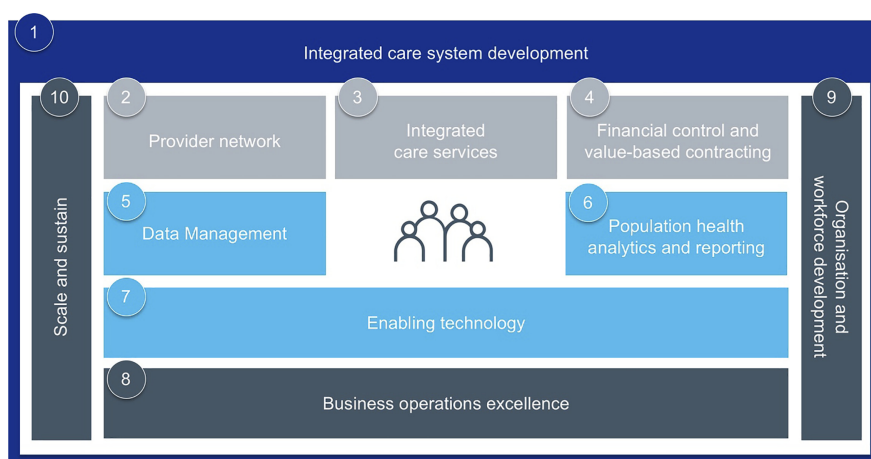 1
Integrated care system development
10
Scale and sustain
2
Provider network
3
Integrated
care services
4
Financial control and
value-based contracting
9
Organisation and
workforce development
5
Data Management
6
Population health
analytics and reporting
7
Enabling technology
8
Business operations excellence